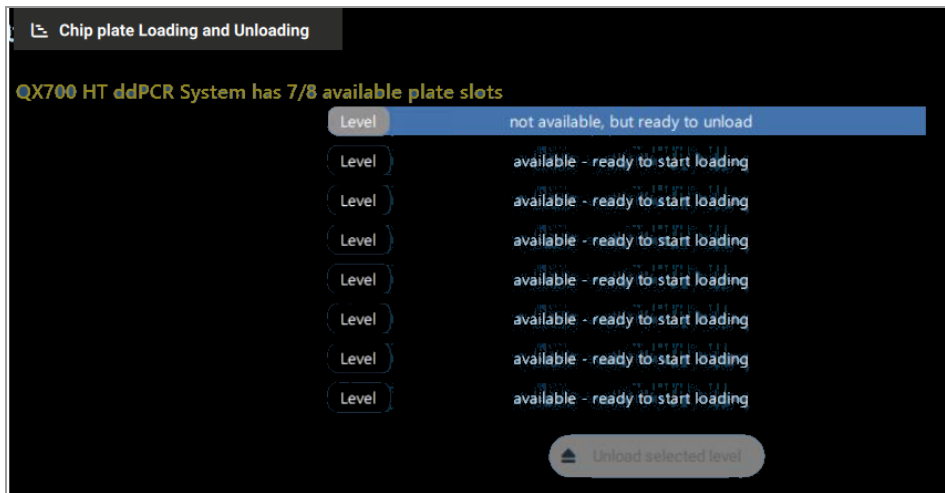 Chip plate Loading and Unloading
QX700 HT ddPCR System has 7/8 available plate slots
Level not available, but ready to unload
Level available - ready to start loading
Level available - ready to start loading
Level available - ready to start loading
Level available - ready to start loading
Level available - ready to start loading
Level available - ready to start loading
Level available - ready to start loading
Unload selected level